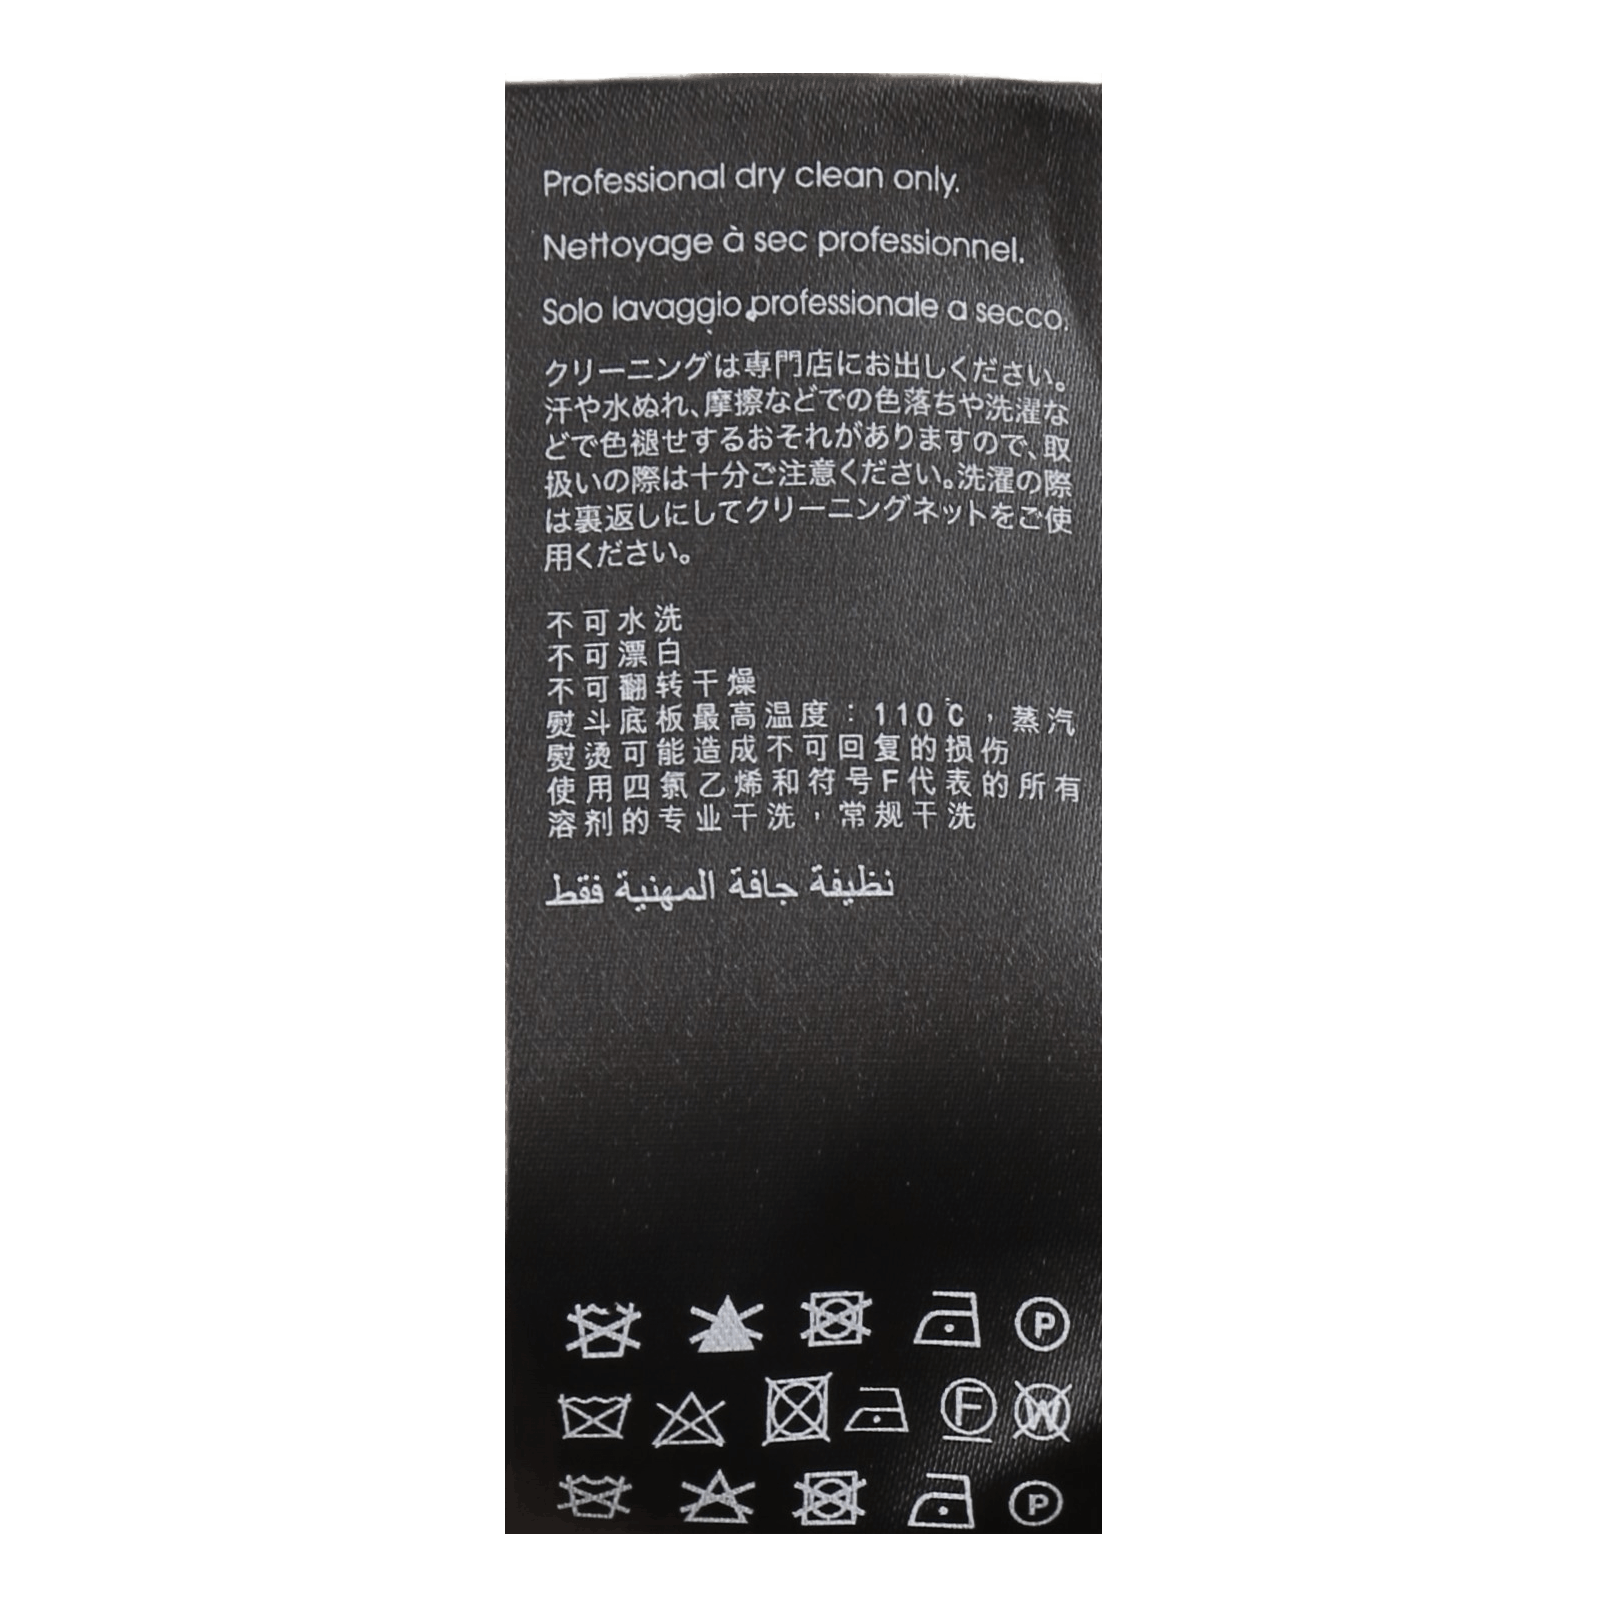 Professional dry clean only.
Nettoyage à sec professionnel.
Solo lavaggio professionale a secco.
クリーニングは専門店にお出しください。
汗や水ぬれ、摩擦などでの色落ちや洗濯な
どで色褪せするおそれがありますので、取
扱いの際は十分ご注意ください。洗濯の際
は裏返しにしてクリーニングネットをご使
用ください。
不可水洗
不可漂白
不可翻转干燥
熨斗底板最高温度：110℃，蒸汽
熨烫可能造成不可回复的损伤
使用四氯乙烯和符号F代表的所有
溶剂的专业干洗，常规干洗
نظيفة جافة المهنية فقط
P
F W
P